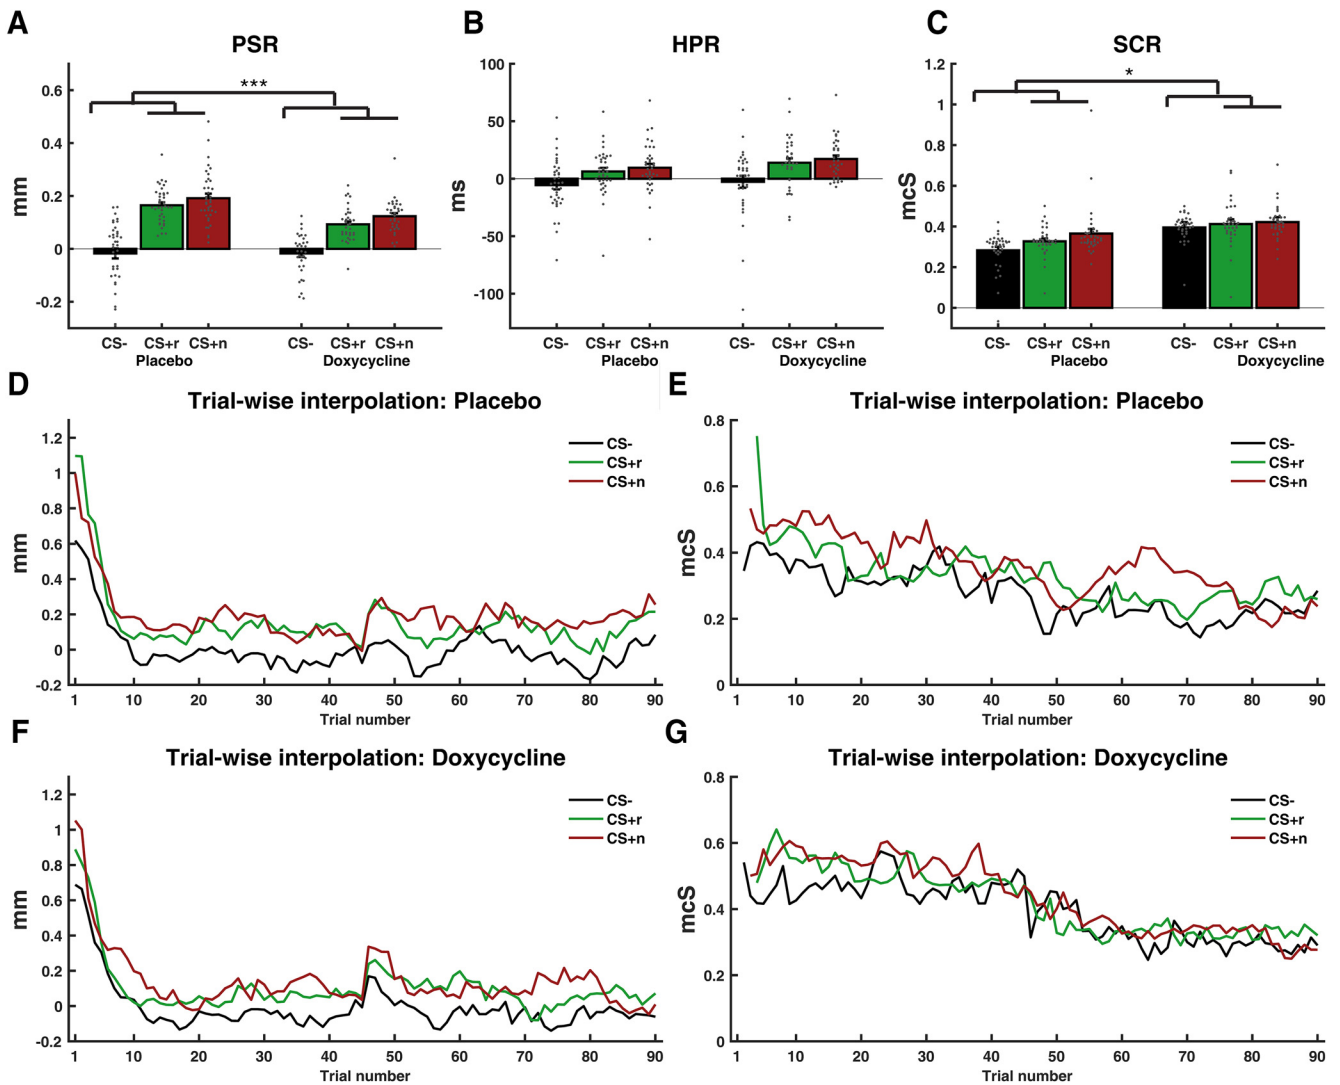 A
PSR
mm
0.6
0.4
0.2
0
-0.2
***
CS- CS+r CS+n CS- CS+r CS+n
Placebo Doxycycline
B
HPR
ms
100
50
0
-50
-100
CS- CS+r CS+n CS- CS+r CS+n
Placebo Doxycycline
C
SCR
mcS
1.2
1
0.8
0.6
0.4
0.2
0
*
CS- CS+r CS+n CS- CS+r CS+n
Placebo Doxycycline
D
Trial-wise interpolation: Placebo
mm
1.2
1
0.8
0.6
0.4
0.2
0
-0.2
CS-
CS+r
CS+n
1 10 20 30 40 50 60 70 80 90
Trial number
E
Trial-wise interpolation: Placebo
mcS
0.8
0.6
0.4
0.2
0
CS-
CS+r
CS+n
1 10 20 30 40 50 60 70 80 90
Trial number
F
Trial-wise interpolation: Doxycycline
mm
1.2
1
0.8
0.6
0.4
0.2
0
-0.2
CS-
CS+r
CS+n
1 10 20 30 40 50 60 70 80 90
Trial number
G
Trial-wise interpolation: Doxycycline
mcS
0.8
0.6
0.4
0.2
0
CS-
CS+r
CS+n
1 10 20 30 40 50 60 70 80 90
Trial number